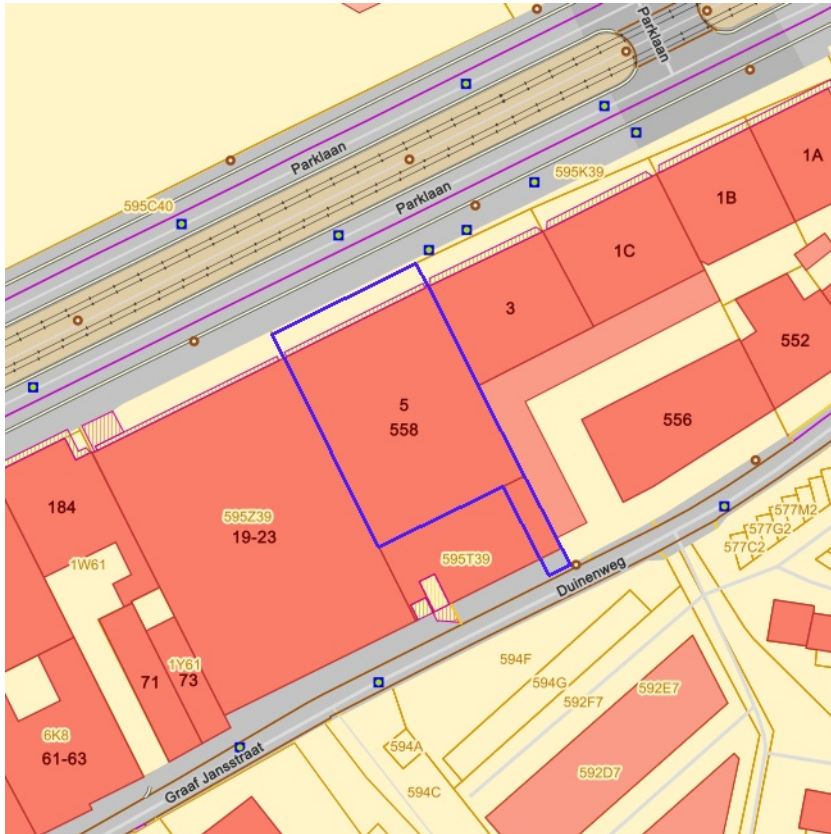 Parklaan
Parklaan
595C40
Parklaan
595K39
1A
1B
1C
3
5
558
552
556
184
595Z39
19-23
595T39
577M2
577G2
577C2
1W61
Duinenweg
1Y61
71
73
594F
594G
592F7
592E7
6K8
61-63
594A
594C
592D7
Graaf Jansstraat